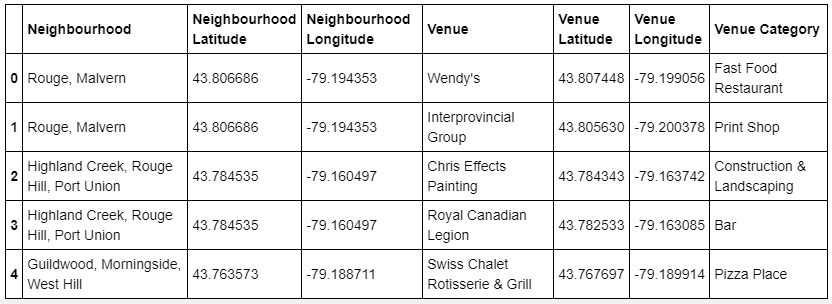 Neighbourhood Neighbourhood Latitude Neighbourhood Longitude Venue Venue Latitude Venue Longitude Venue Category
0 Rouge, Malvern 43.806686 -79.194353 Wendy's 43.807448 -79.199056 Fast Food Restaurant
1 Rouge, Malvern 43.806686 -79.194353 Interprovincial Group 43.805630 -79.200378 Print Shop
2 Highland Creek, Rouge Hill, Port Union 43.784535 -79.160497 Chris Effects Painting 43.784343 -79.163742 Construction & Landscaping
3 Highland Creek, Rouge Hill, Port Union 43.784535 -79.160497 Royal Canadian Legion 43.782533 -79.163085 Bar
4 Guildwood, Morningside, West Hill 43.763573 -79.188711 Swiss Chalet Rotisserie & Grill 43.767697 -79.189914 Pizza Place